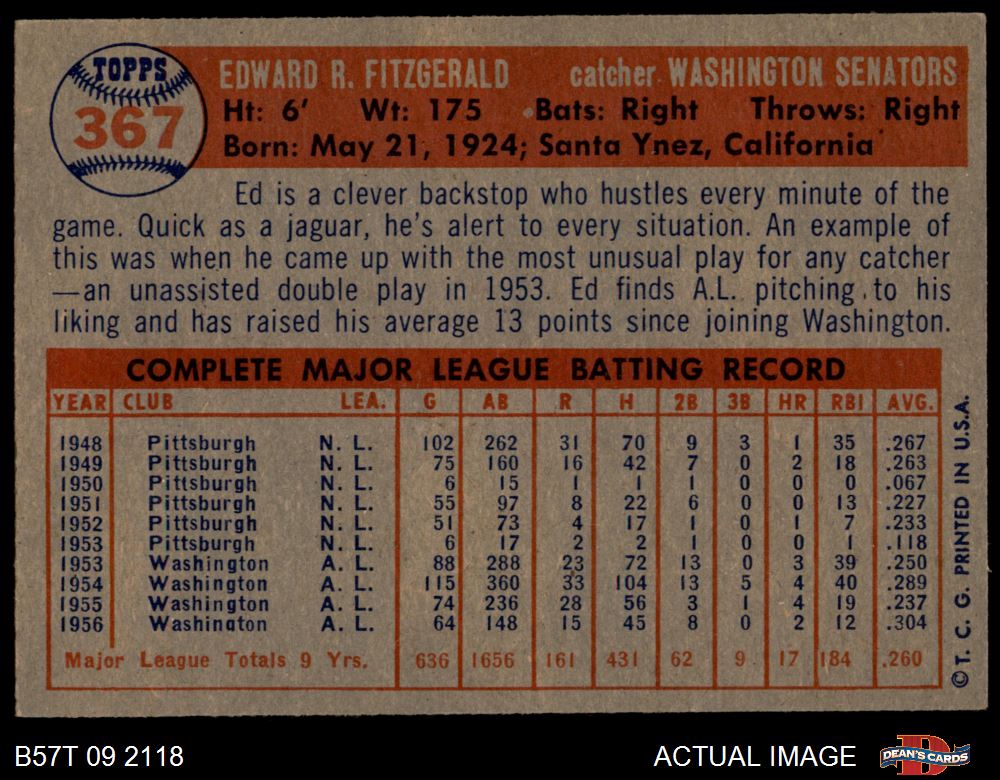 TOPPS
367
EDWARD R. FITZGERALD catcher WASHINGTON SENATORS
Ht: 6' Wt: 175 Bats: Right Throws: Right
Born: May 21, 1924; Santa Ynez, California
Ed is a clever backstop who hustles every minute of the
game. Quick as a jaguar, he's alert to every situation. An example of
this was when he came up with the most unusual play for any catcher
—an unassisted double play in 1953. Ed finds A.L. pitching to his
liking and has raised his average 13 points since joining Washington.
COMPLETE MAJOR LEAGUE BATTING RECORD
YEAR CLUB LEA. G AB R H 2B 3B HR RBI AVG.
1948 Pittsburgh N. L. 102 262 31 70 9 3 1 35 .267
1949 Pittsburgh N. L. 75 160 16 42 7 0 2 18 .263
1950 Pittsburgh N. L. 6 15 1 1 1 0 0 0 .067
1951 Pittsburgh N. L. 55 97 8 22 6 0 0 13 .227
1952 Pittsburgh N. L. 51 73 4 17 1 0 1 7 .233
1953 Pittsburgh N. L. 6 17 2 2 1 0 0 1 .118
1953 Washington A. L. 88 288 23 72 13 0 3 39 .250
1954 Washington A. L. 115 360 33 104 13 5 4 40 .289
1955 Washington A. L. 74 236 28 56 3 1 4 19 .237
1956 Washington A. L. 64 148 15 45 8 0 2 12 .304
Major League Totals 9 Yrs. 636 1656 161 431 62 9 17 184 .260
©T. C. G. PRINTED IN U.S.A.
B57T 09 2118 ACTUAL IMAGE DEAN'S CARDS